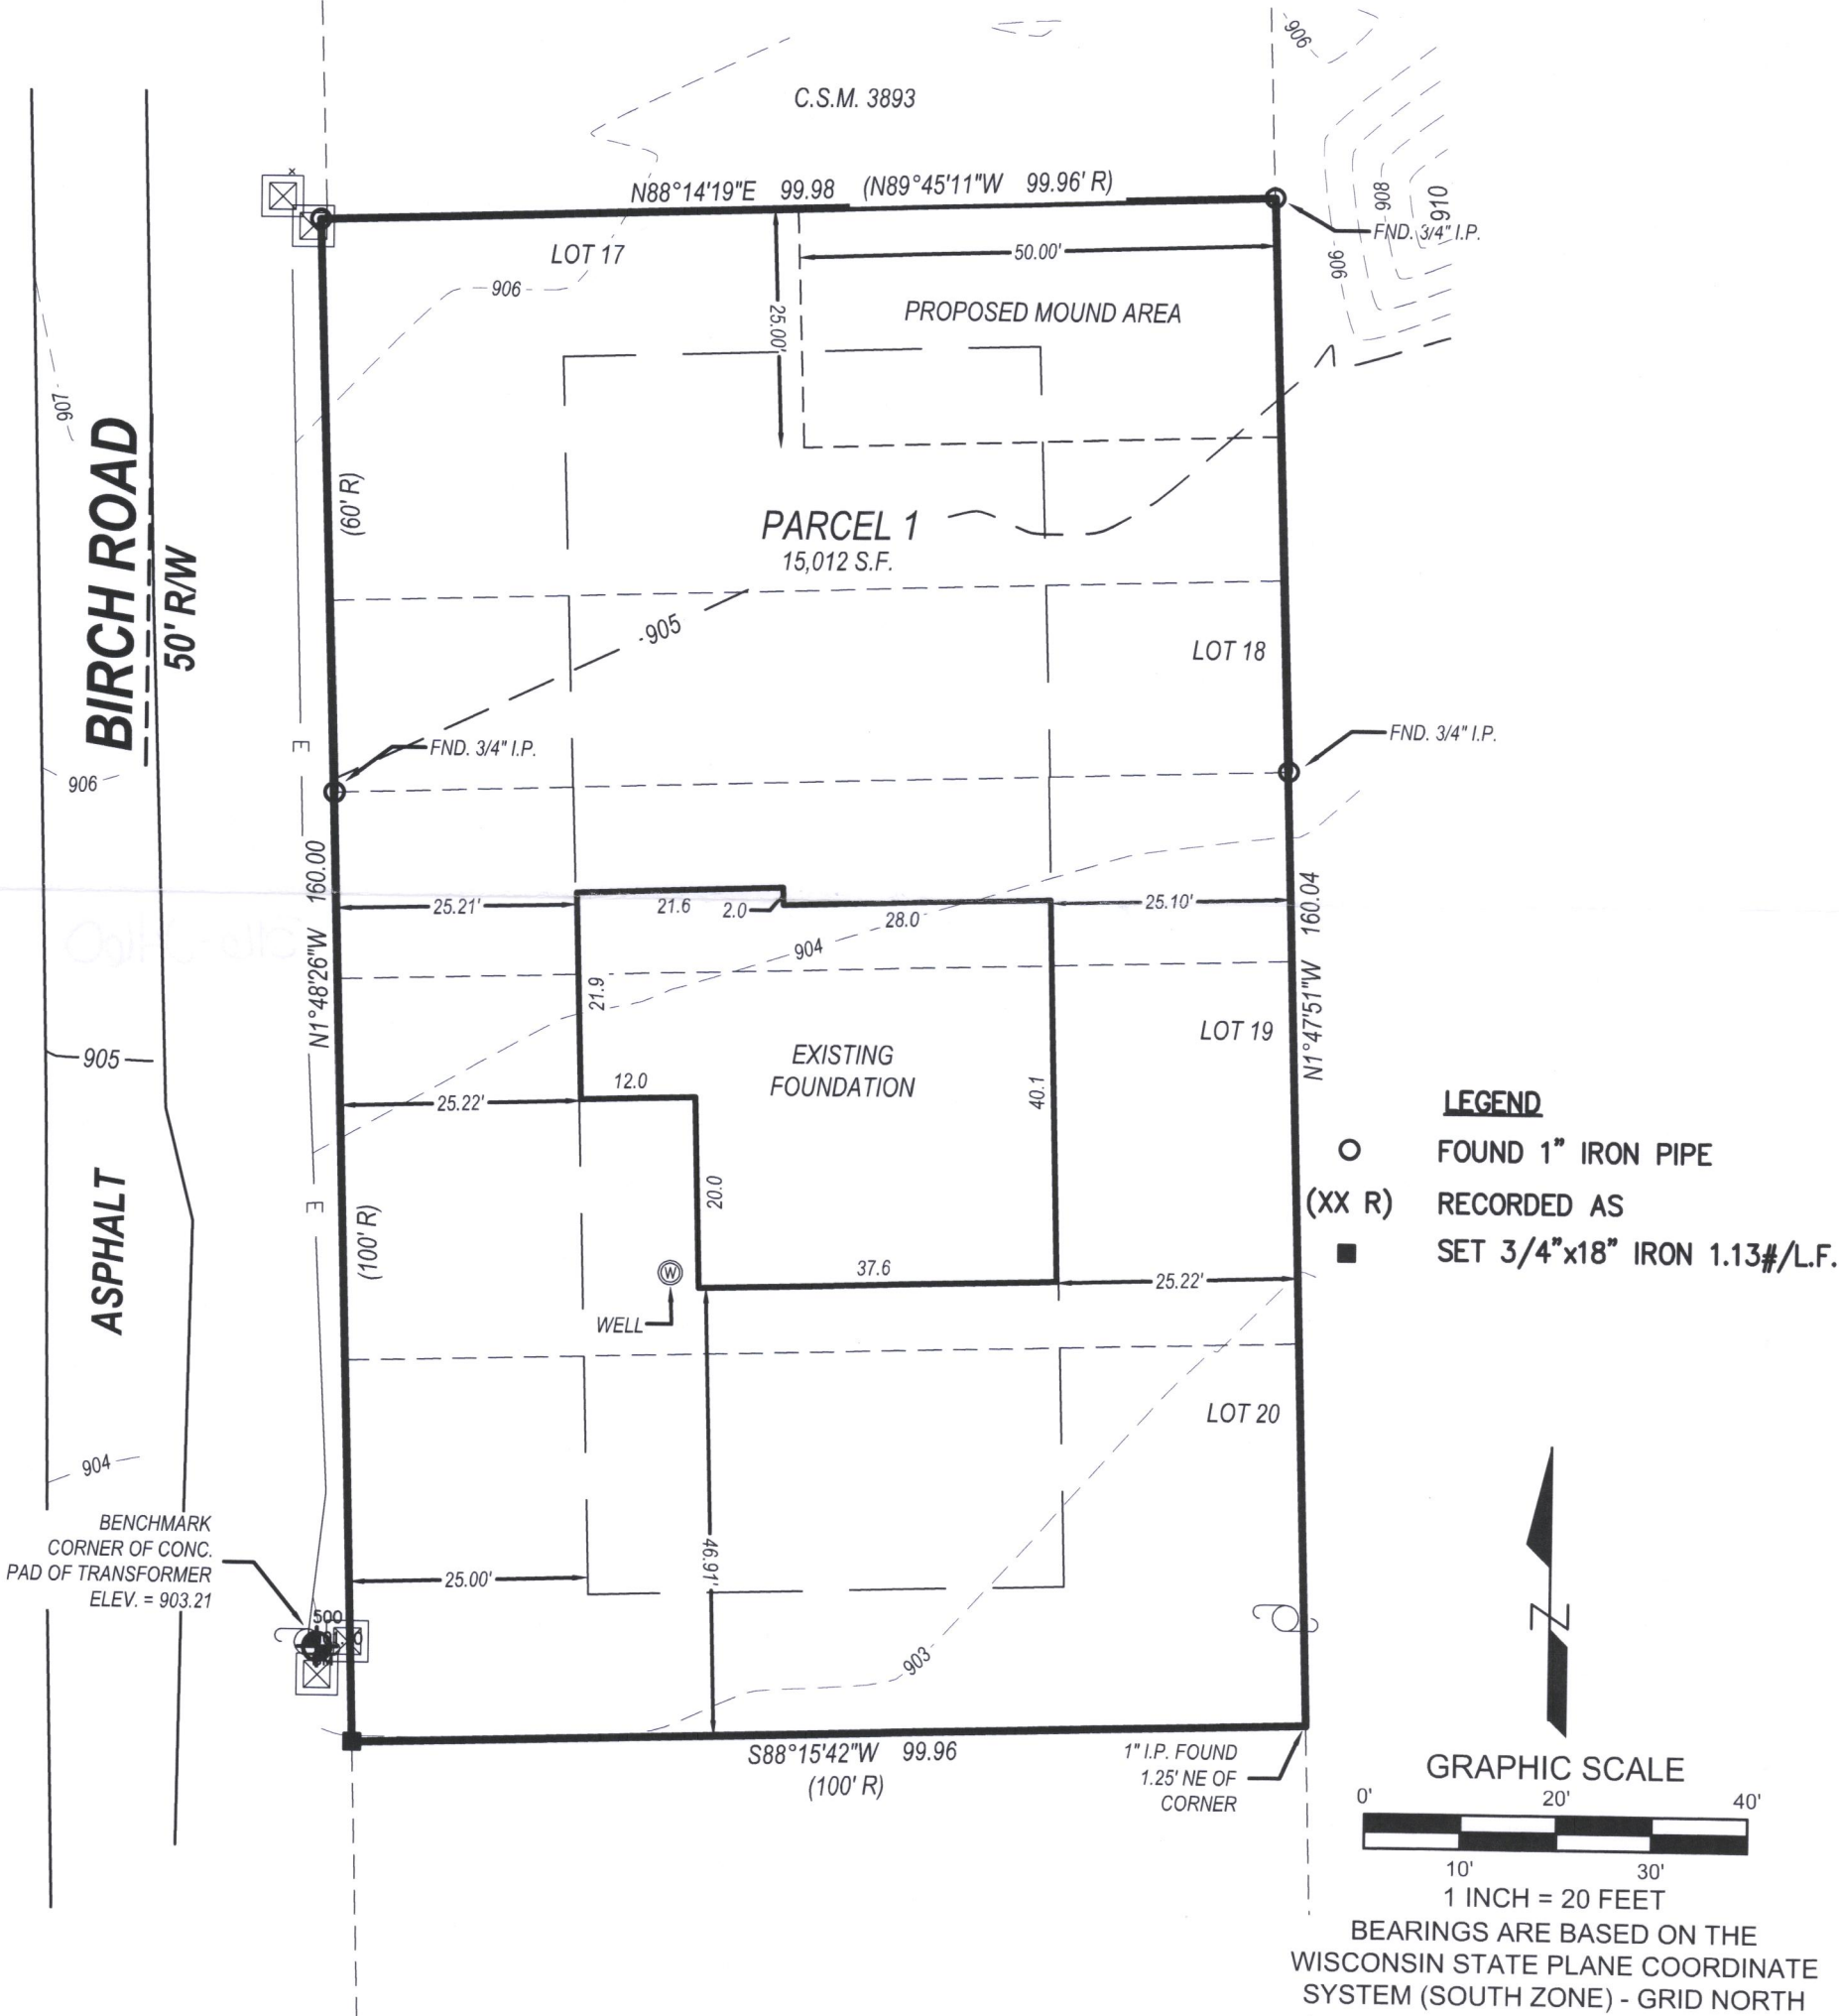 C.S.M. 3893
906
N88°14'19"E 99.98 (N89°45'11"W 99.96' R)
908
910
FND. 3/4" I.P.
906
LOT 17
50.00'
906
25.00'
PROPOSED MOUND AREA
907
BIRCH ROAD
50' R/W
(60' R)
PARCEL 1
15,012 S.F.
905
LOT 18
E
FND. 3/4" I.P.
FND. 3/4" I.P.
906
N1°48'26"W 160.00
25.21'
21.6
2.0
28.0
25.10'
N1°47'51"W 160.04
904
21.9
LOT 19
EXISTING
FOUNDATION
905
12.0
25.22'
40.1
LEGEND
FOUND 1" IRON PIPE
(XX R) RECORDED AS
SET 3/4"x18" IRON 1.13#/L.F.
ASPHALT
E
(100' R)
20.0
W
WELL
37.6
25.22'
LOT 20
904
BENCHMARK
CORNER OF CONC.
PAD OF TRANSFORMER
ELEV. = 903.21
25.00'
46.91'
500
903
N
S88°15'42"W 99.96
(100' R)
1" I.P. FOUND
1.25' NE OF
CORNER
GRAPHIC SCALE
0' 20' 40'
10' 30'
1 INCH = 20 FEET
BEARINGS ARE BASED ON THE
WISCONSIN STATE PLANE COORDINATE
SYSTEM (SOUTH ZONE) - GRID NORTH